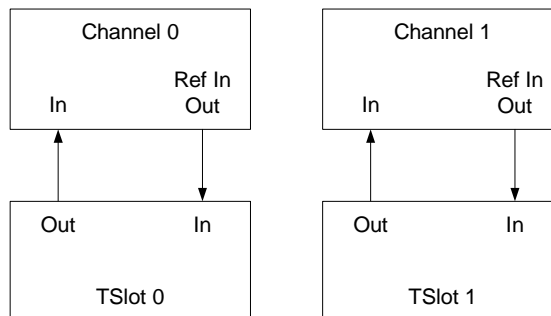 Channel 0
Ref In
In
Out
Out
In
TSlot 0
Channel 1
Ref In
In
Out
Out
In
TSlot 1